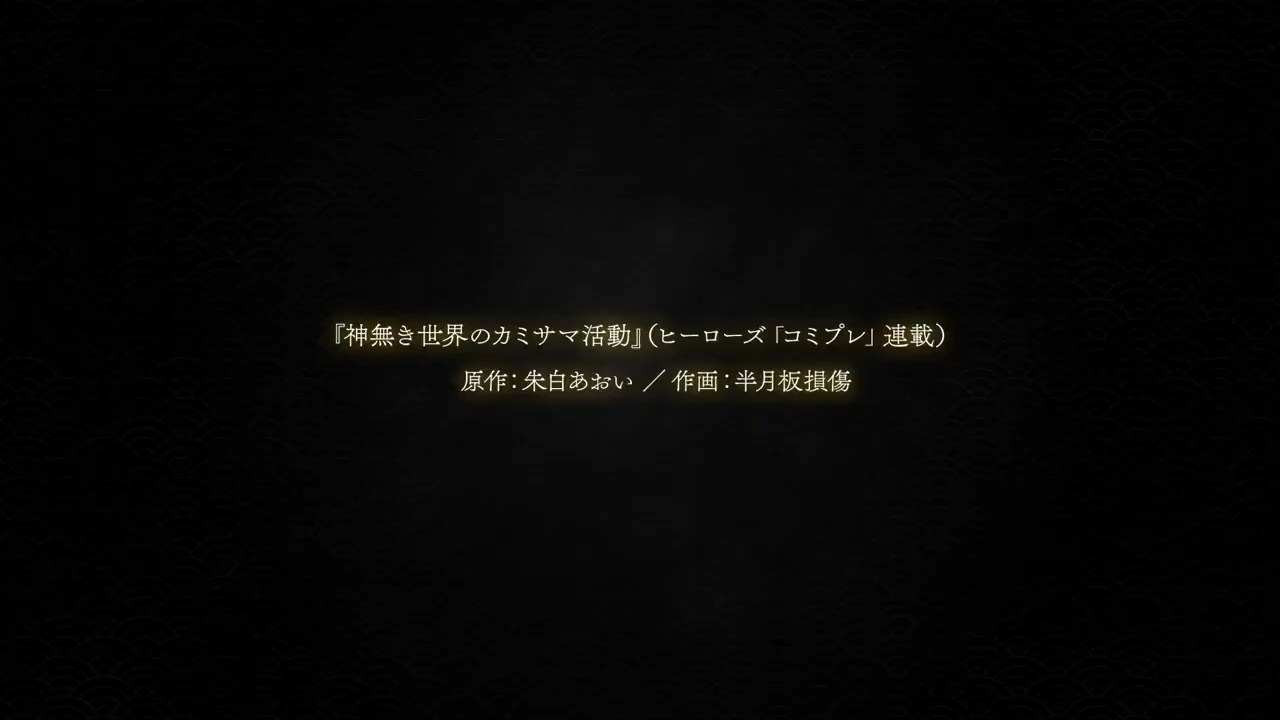 『神無き世界のカミサマ活動』(ヒーローズ「コミプレ」連載)
原作:朱白あおい ／ 作画:半月板損傷